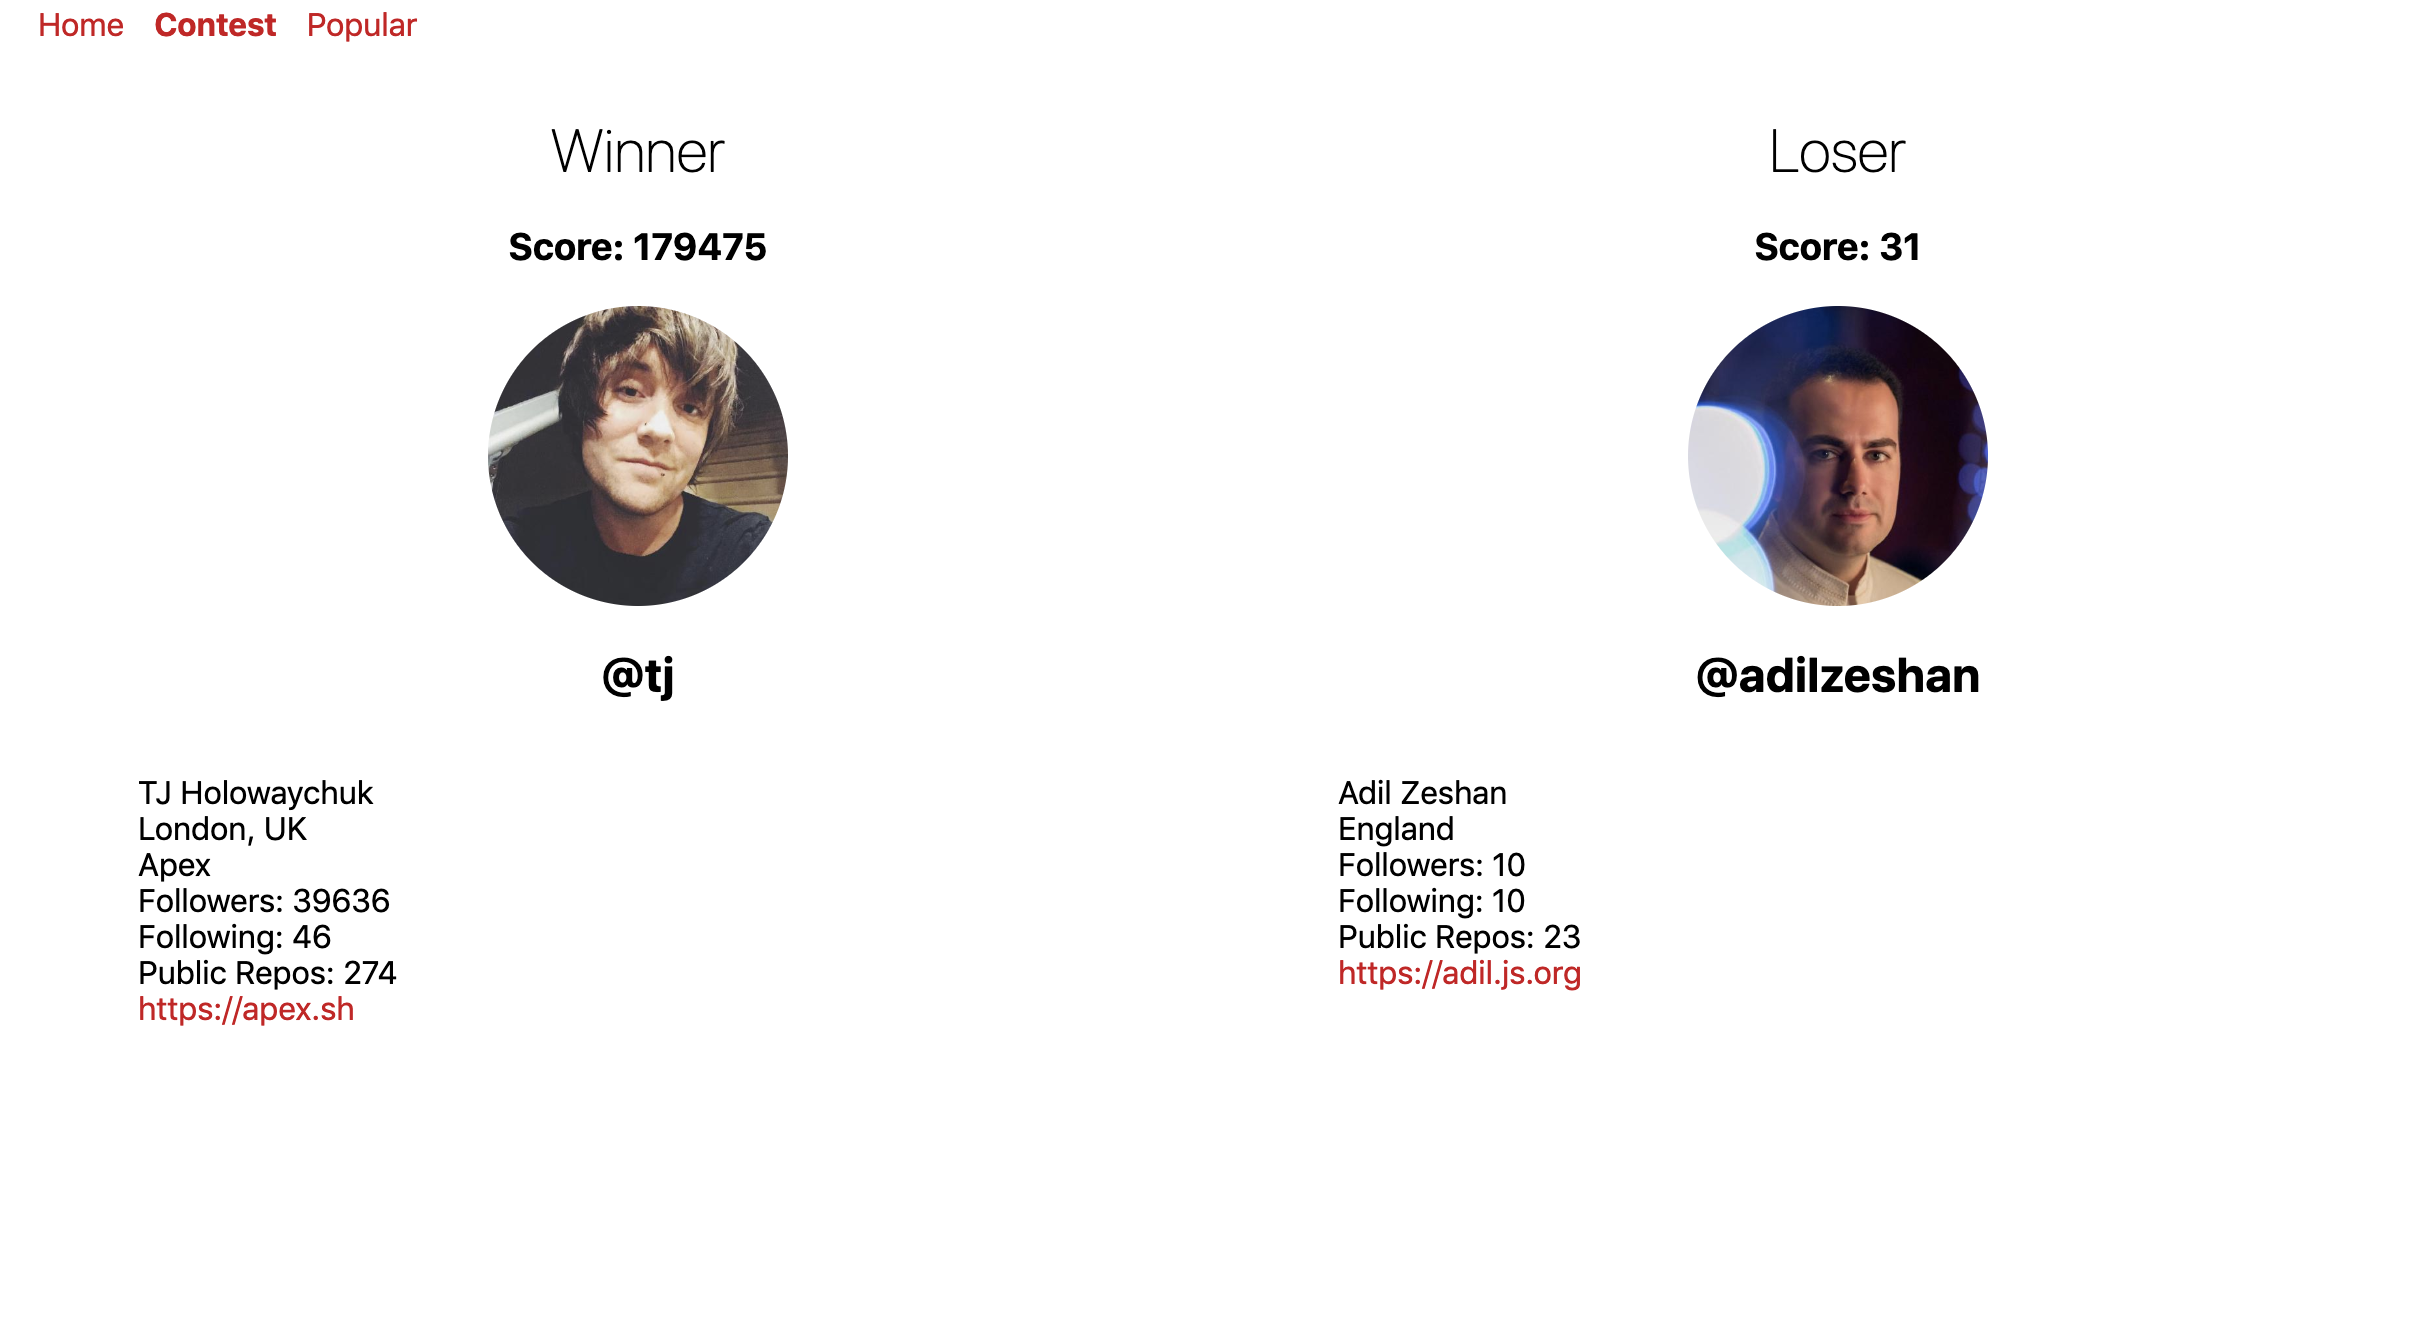 Home Contest Popular
Winner
Score: 179475
@tj
TJ Holowaychuk
London, UK
Apex
Followers: 39636
Following: 46
Public Repos: 274
https://apex.sh
Loser
Score: 31
@adilzeshan
Adil Zeshan
England
Followers: 10
Following: 10
Public Repos: 23
https://adil.js.org